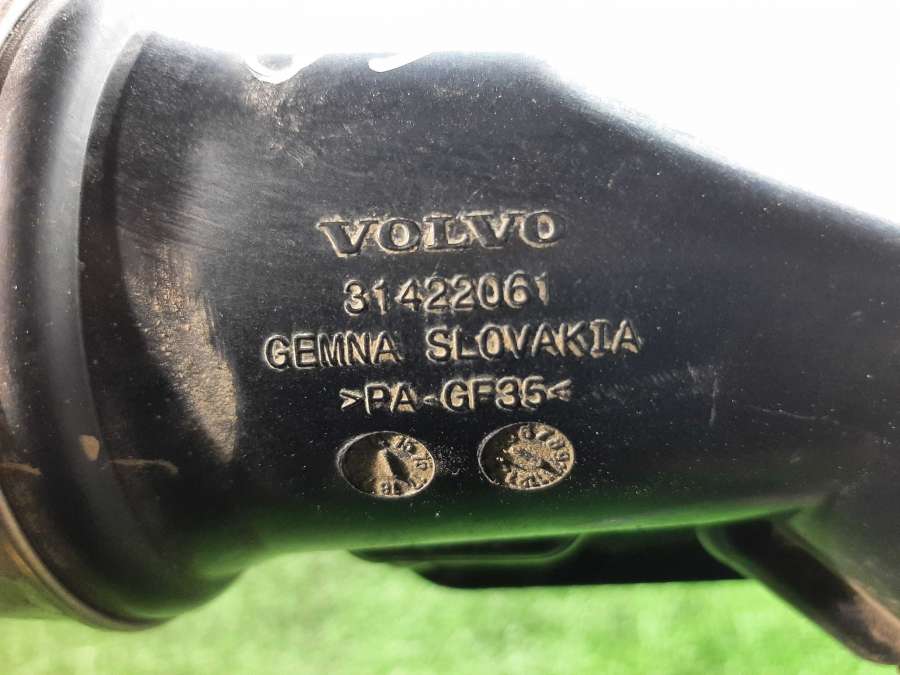 VOLVO
31422061
GEMNA SLOVAKIA
>PA-GF35<